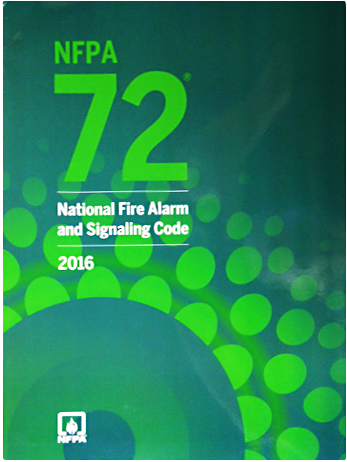 NFPA
72®
National Fire Alarm
and Signaling Code
2016
NFPA